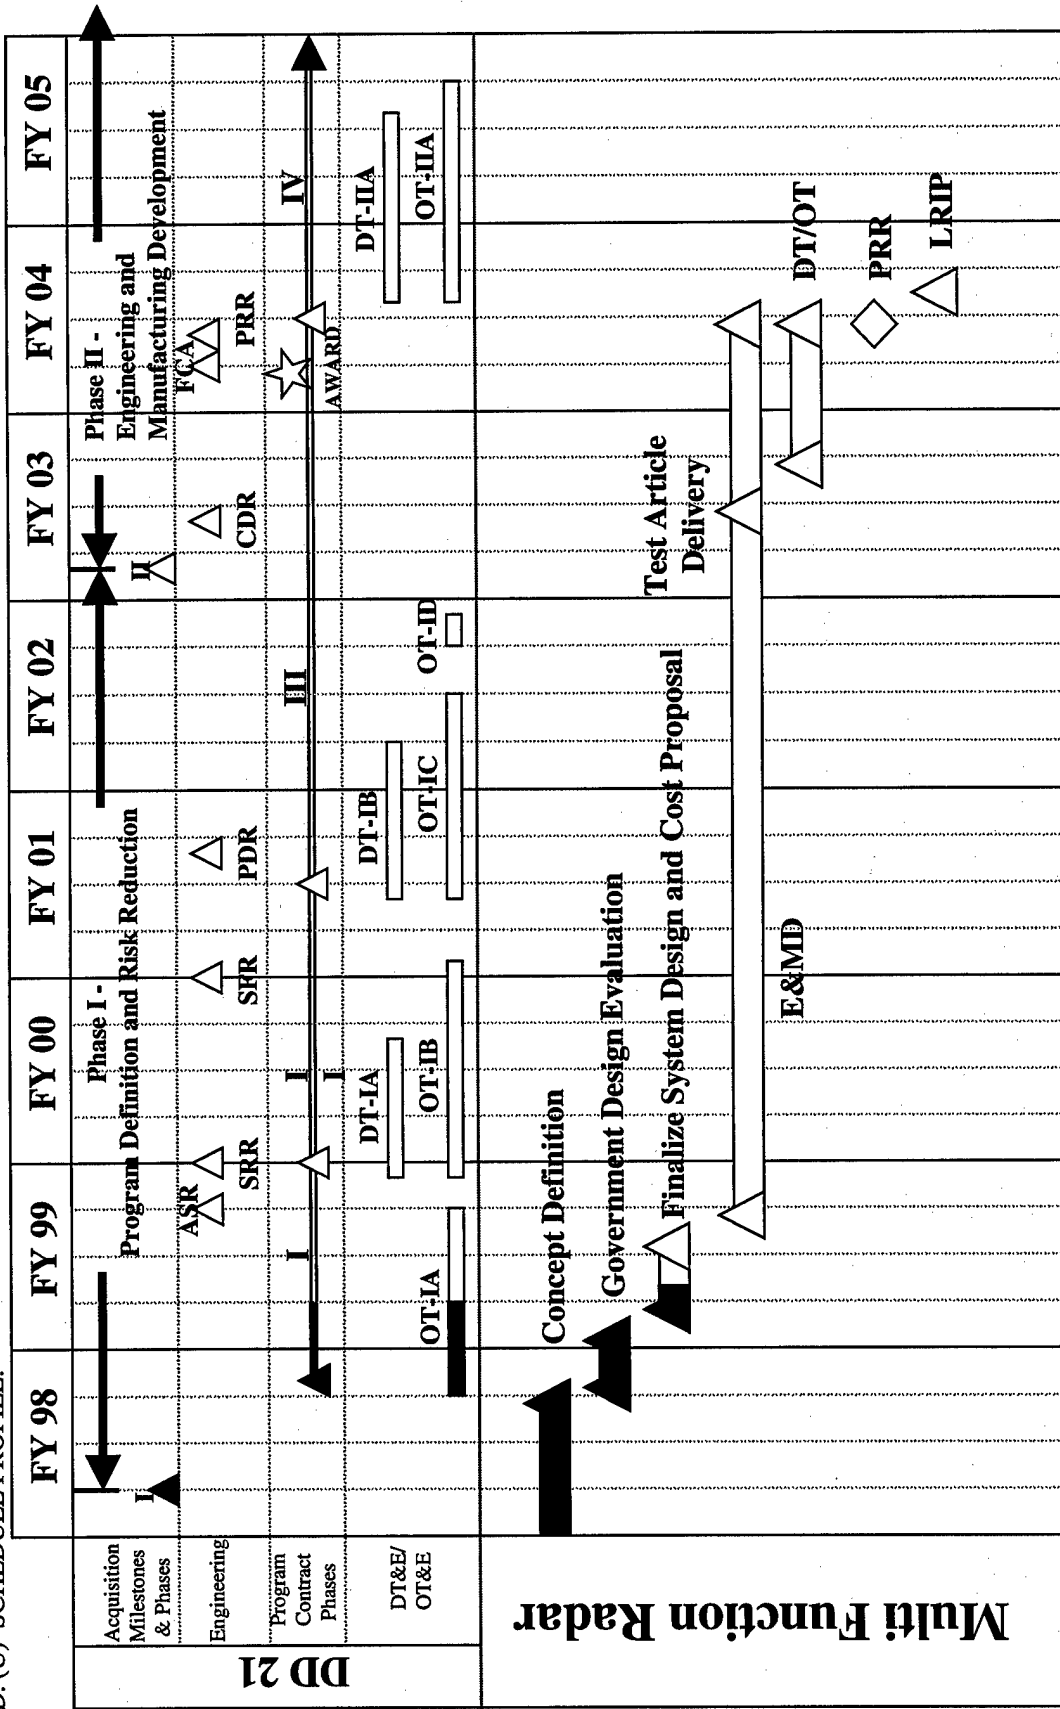 D. (U) SCHEDULE PROFILE:
FY 98
FY 99
FY 00
FY 01
FY 02
FY 03
FY 04
FY 05
DD 21
Acquisition
Milestones
& Phases
I
Phase I -
Program Definition and Risk Reduction
II
Phase II -
Engineering and
Manufacturing Development
Engineering
ASR
SRR
SFR
PDR
CDR
FCA
PRR
Program
Contract
Phases
I
I
I
III
AWARD
IV
DT&E/
OT&E
DT-IA
DT-IB
DT-IIA
OT-IA
OT-IB
OT-IC
OT-ID
OT-IIA
Multi Function Radar
Concept Definition
Government Design Evaluation
Finalize System Design and Cost Proposal
Test Article
Delivery
E&MD
DT/OT
PRR
LRIP